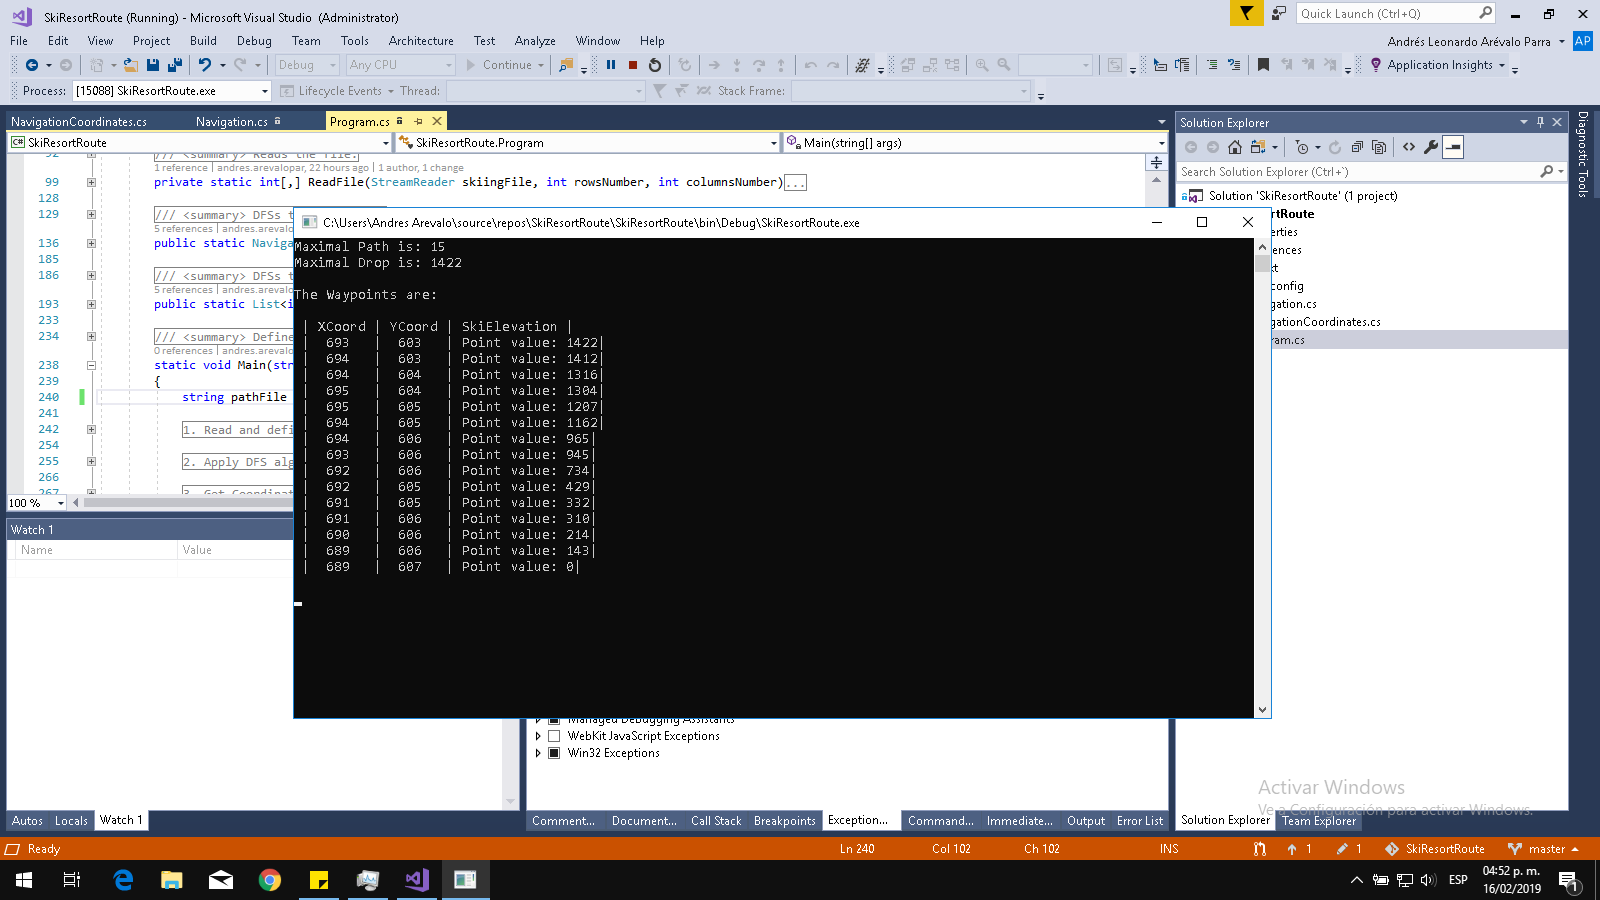 SkiResortRoute (Running) - Microsoft Visual Studio (Administrator)
Quick Launch (Ctrl+Q)
File Edit View Project Build Debug Team Tools Architecture Test Analyze Window Help
Andrés Leonardo Arévalo Parra AP
Debug Any CPU Continue Application Insights
Process: [15088] SkiResortRoute.exe Lifecycle Events Thread: Stack Frame:
NavigationCoordinates.cs Navigation.cs Program.cs
SkiResortRoute SkiResortRoute.Program Main(string[] args)
92 /// <summary> Reads the file.
1 reference | andres.arevalopar, 22 hours ago | 1 author, 1 change
99 private static int[,] ReadFile(StreamReader skiingFile, int rowsNumber, int columnsNumber)...
128
129 /// <summary> DFSs t
5 references | andres.arevalo
136 public static Naviga
185
186 /// <summary> DFSs t
5 references | andres.arevalo
193 public static List<i
233
234 /// <summary> Define
0 references | andres.arevalo
238 static void Main(str
239 {
240 string pathFile
241
242 1. Read and defi
254
255 2. Apply DFS alg
266
267 3. Get Coordinat
100 %
C:\Users\Andres Arevalo\source\repos\SkiResortRoute\SkiResortRoute\bin\Debug\SkiResortRoute.exe
Maximal Path is: 15
Maximal Drop is: 1422
The Waypoints are:
| XCoord | YCoord | SkiElevation |
| 693 | 603 | Point value: 1422|
| 694 | 603 | Point value: 1412|
| 694 | 604 | Point value: 1316|
| 695 | 604 | Point value: 1304|
| 695 | 605 | Point value: 1207|
| 694 | 605 | Point value: 1162|
| 694 | 606 | Point value: 965|
| 693 | 606 | Point value: 945|
| 692 | 606 | Point value: 734|
| 692 | 605 | Point value: 429|
| 691 | 605 | Point value: 332|
| 691 | 606 | Point value: 310|
| 690 | 606 | Point value: 214|
| 689 | 606 | Point value: 143|
| 689 | 607 | Point value: 0|
Solution Explorer
Search Solution Explorer (Ctrl+')
Solution 'SkiResortRoute' (1 project)
rtRoute
erties
ences
xt
config
gation.cs
gationCoordinates.cs
ram.cs
Diagnostic Tools
Watch 1
Name Value
Managed Debugging Assistants
WebKit JavaScript Exceptions
Win32 Exceptions
Activar Windows
Ve a Configuración para activar Windows.
Autos Locals Watch 1
Comment... Document... Call Stack Breakpoints Exception... Command... Immediate... Output Error List
Solution Explorer Team Explorer
Ready Ln 240 Col 102 Ch 102 INS 1 1 SkiResortRoute master
ESP
04:52 p. m.
16/02/2019
1